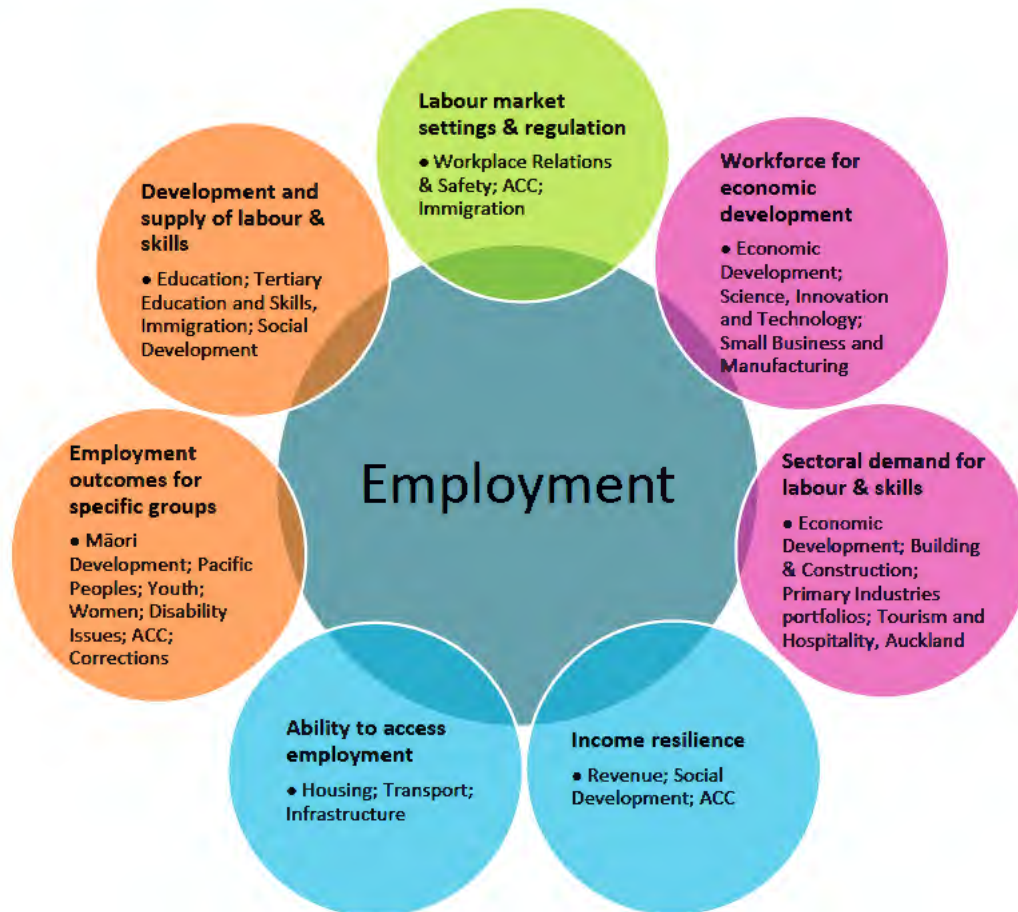 Labour market
settings & regulation
● Workplace Relations
& Safety; ACC;
Immigration
Workforce for
economic
development
● Economic
Development;
Science, Innovation
and Technology;
Small Business and
Manufacturing
Sectoral demand for
labour & skills
● Economic
Development; Building
& Construction;
Primary Industries
portfolios; Tourism and
Hospitality, Auckland
Income resilience
● Revenue; Social
Development; ACC
Ability to access
employment
● Housing; Transport;
Infrastructure
Employment
outcomes for
specific groups
● Māori
Development; Pacific
Peoples; Youth;
Women; Disability
Issues; ACC;
Corrections
Development and
supply of labour &
skills
● Education; Tertiary
Education and Skills,
Immigration; Social
Development
Employment